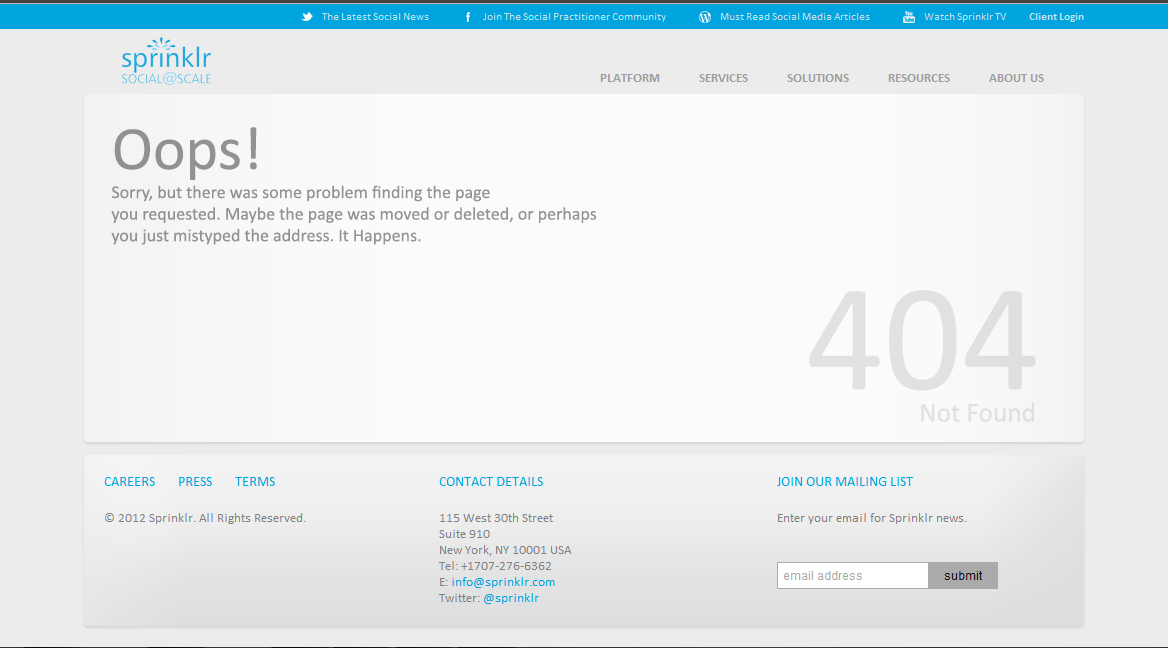 The Latest Social News Join The Social Practitioner Community Must Read Social Media Articles Watch Sprinklr TV Client Login
sprinklr
SOCIAL@SCALE
PLATFORM SERVICES SOLUTIONS RESOURCES ABOUT US
Oops!
Sorry, but there was some problem finding the page
you requested. Maybe the page was moved or deleted, or perhaps
you just mistyped the address. It Happens.
404
Not Found
CAREERS PRESS TERMS
© 2012 Sprinklr. All Rights Reserved.
CONTACT DETAILS
115 West 30th Street
Suite 910
New York, NY 10001 USA
Tel: +1707-276-6362
E: info@sprinklr.com
Twitter: @sprinklr
JOIN OUR MAILING LIST
Enter your email for Sprinklr news.
email address submit